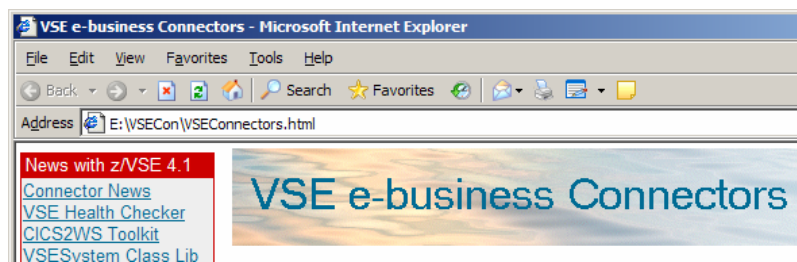 VSE e-business Connectors - Microsoft Internet Explorer
File Edit View Favorites Tools Help
Back Search Favorites
Address E:\VSECon\VSEConnectors.html
News with z/VSE 4.1
Connector News
VSE Health Checker
CICS2WS Toolkit
VSESystem Class Lib
VSE e-business Connectors